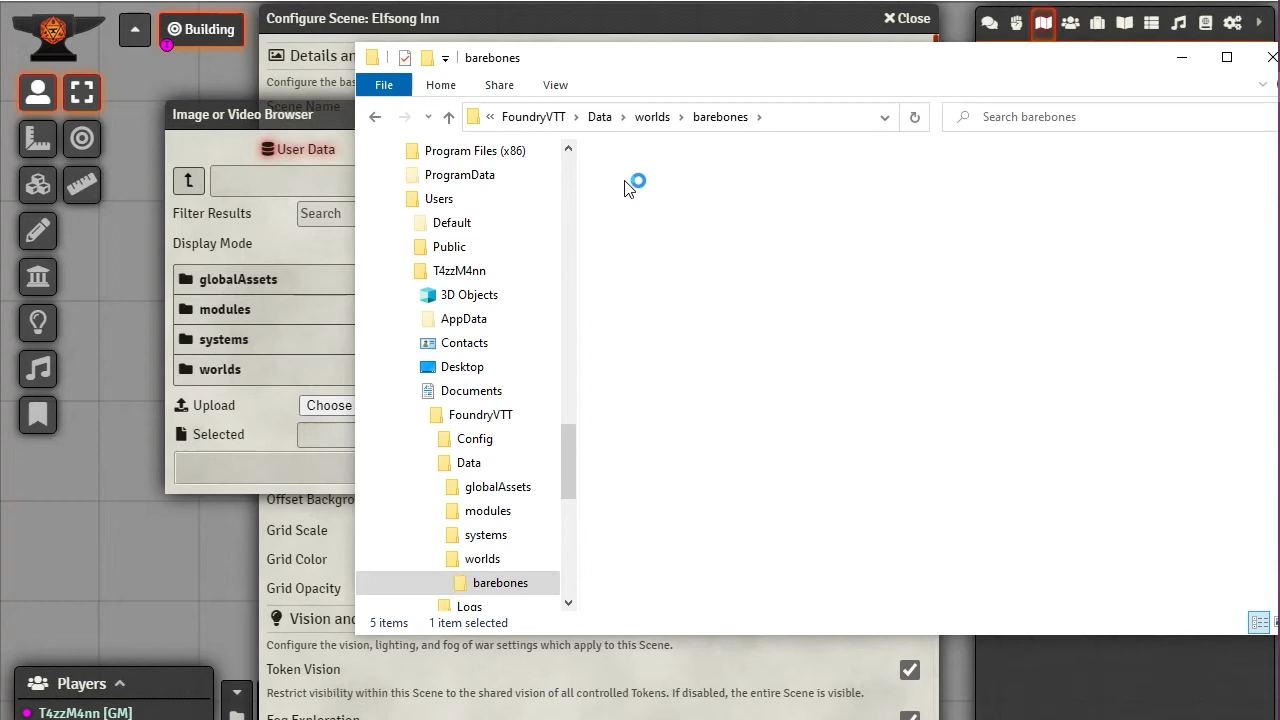 Configure Scene: Elfsong Inn
Close
Building
1
Details an
Configure the bas
Scene Name
barebones
File
Home
Share
View
FoundryVTT
Data
worlds
barebones
Search barebones
Image or Video Browser
User Data
Filter Results
Search
Display Mode
globalAssets
modules
systems
worlds
Upload
Choose
Selected
Program Files (x86)
ProgramData
Users
Default
Public
T4zzM4nn
3D Objects
AppData
Contacts
Desktop
Documents
FoundryVTT
Config
Data
globalAssets
modules
systems
worlds
barebones
Logs
5 items
1 item selected
Offset Backgro
Grid Scale
Grid Color
Grid Opacity
Vision and
Configure the vision, lighting, and fog of war settings which apply to this Scene.
Token Vision
Restrict visibility within this Scene to the shared vision of all controlled Tokens. If disabled, the entire Scene is visible.
Fog Exploration
Players
T4zzM4nn [GM]